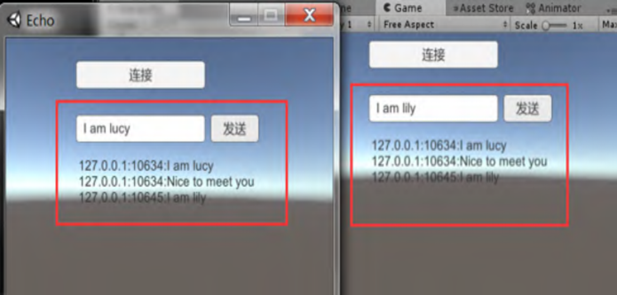 Echo
连接
I am lucy
发送
127.0.0.1:10634:I am lucy
127.0.0.1:10634:Nice to meet you
127.0.0.1:10645:I am lily
Game
Asset Store
Animator
Free Aspect
Scale
1x
连接
I am lily
发送
127.0.0.1:10634:I am lucy
127.0.0.1:10634:Nice to meet you
127.0.0.1:10645:I am lily